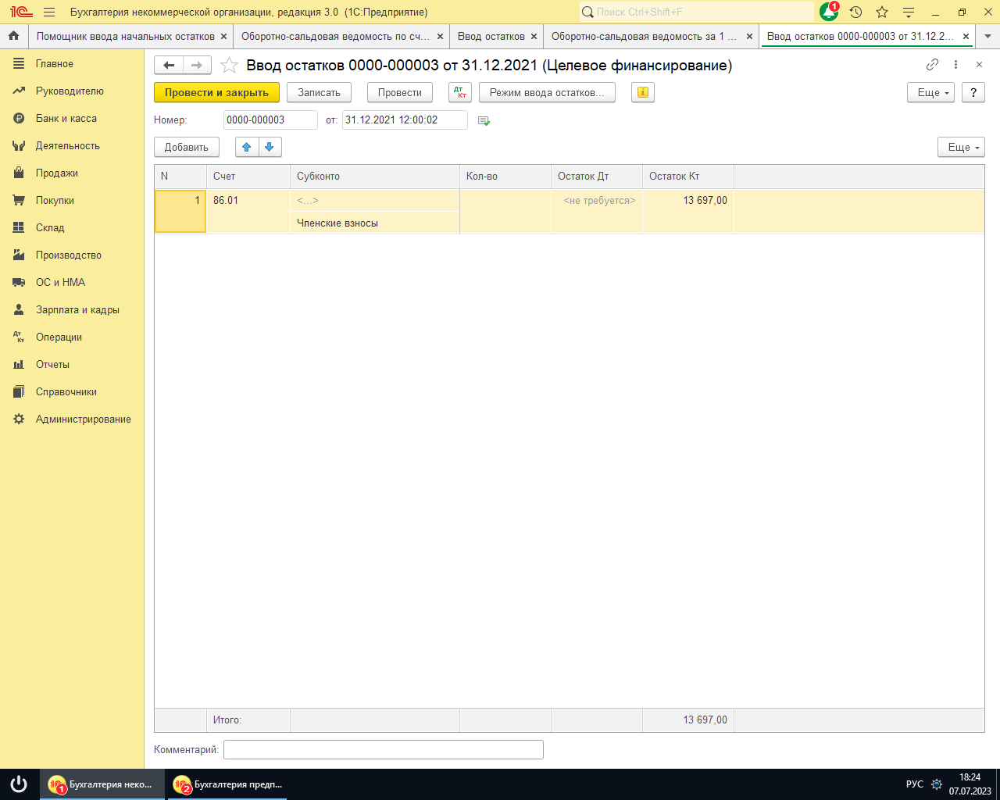 1С Бухгалтерия некоммерческой организации, редакция 3.0 (1С:Предприятие) Поиск Ctrl+Shift+F 1
Помощник ввода начальных остатков Оборотно-сальдовая ведомость по сч... Ввод остатков Оборотно-сальдовая ведомость за 1 ... Ввод остатков 0000-000003 от 31.12.2...
Главное
Руководителю
Банк и касса
Деятельность
Продажи
Покупки
Склад
Производство
ОС и НМА
Зарплата и кадры
Операции
Отчеты
Справочники
Администрирование
Ввод остатков 0000-000003 от 31.12.2021 (Целевое финансирование)
Провести и закрыть Записать Провести Дт Кт Режим ввода остатков... i Еще ?
Номер: 0000-000003 от: 31.12.2021 12:00:02
Добавить Еще
N Счет Субконто Кол-во Остаток Дт Остаток Кт
1 86.01 <...> <не требуется> 13 697,00
Членские взносы
Итого: 13 697,00
Комментарий:
1 Бухгалтерия неко... 2 Бухгалтерия предп... РУС 18:24
07.07.2023